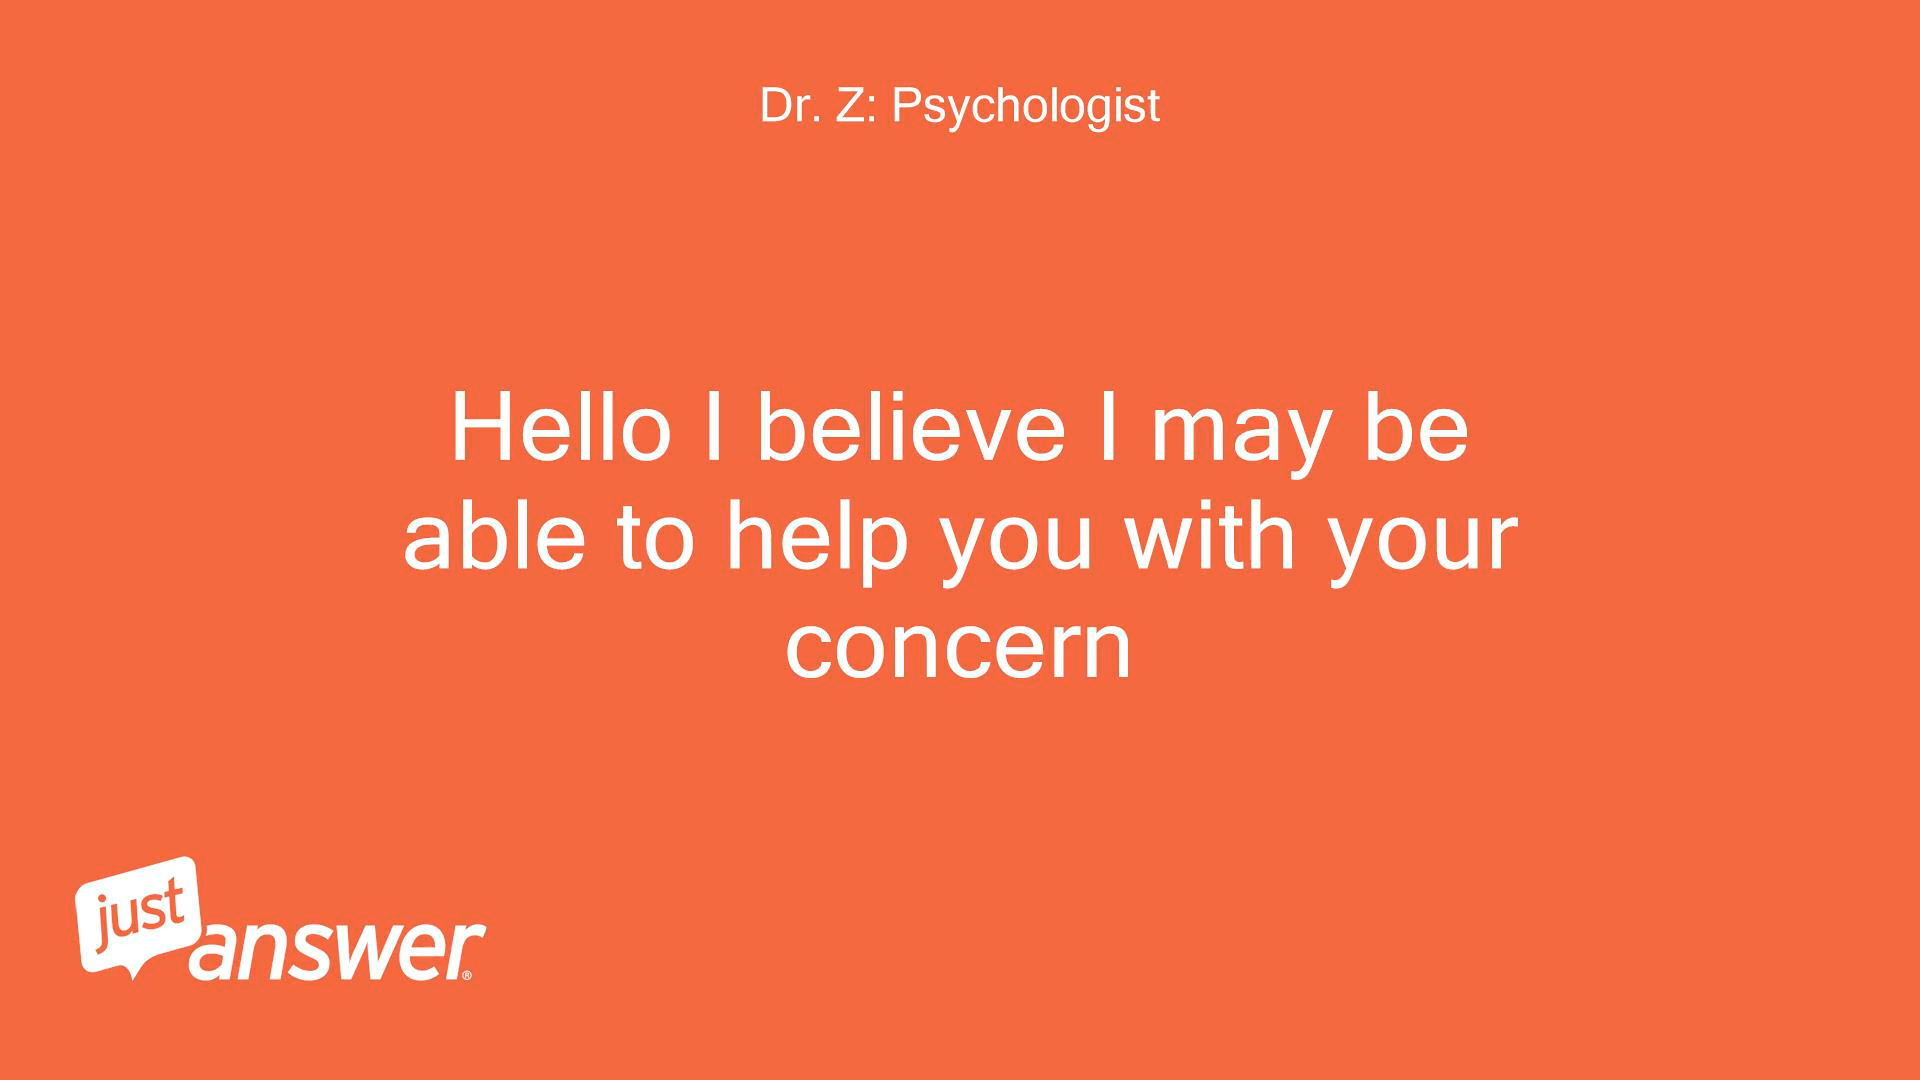 Dr. Z: Psychologist
Hello I believe I may be
able to help you with your
concern
just
answer®